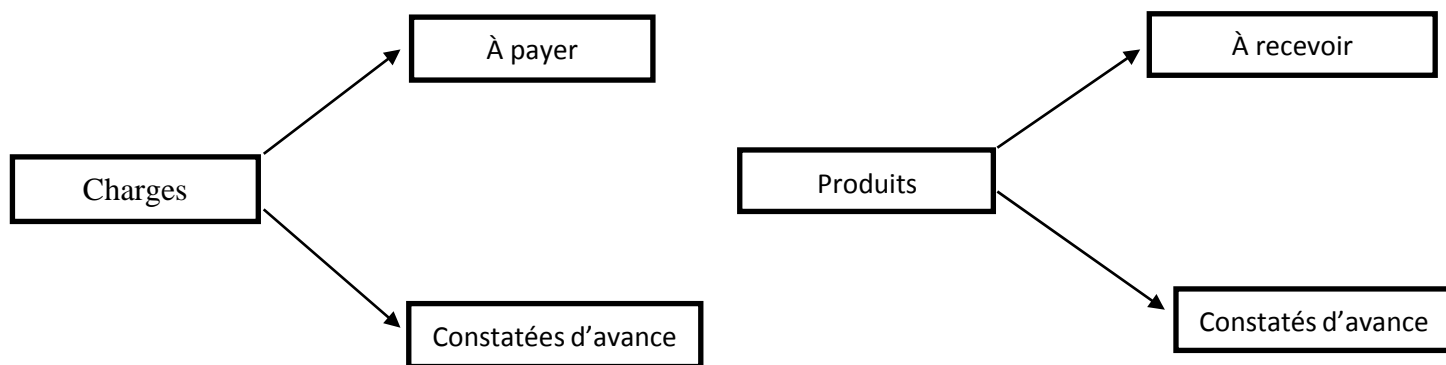 À payer
Charges
Constatées d’avance
À recevoir
Produits
Constatés d’avance